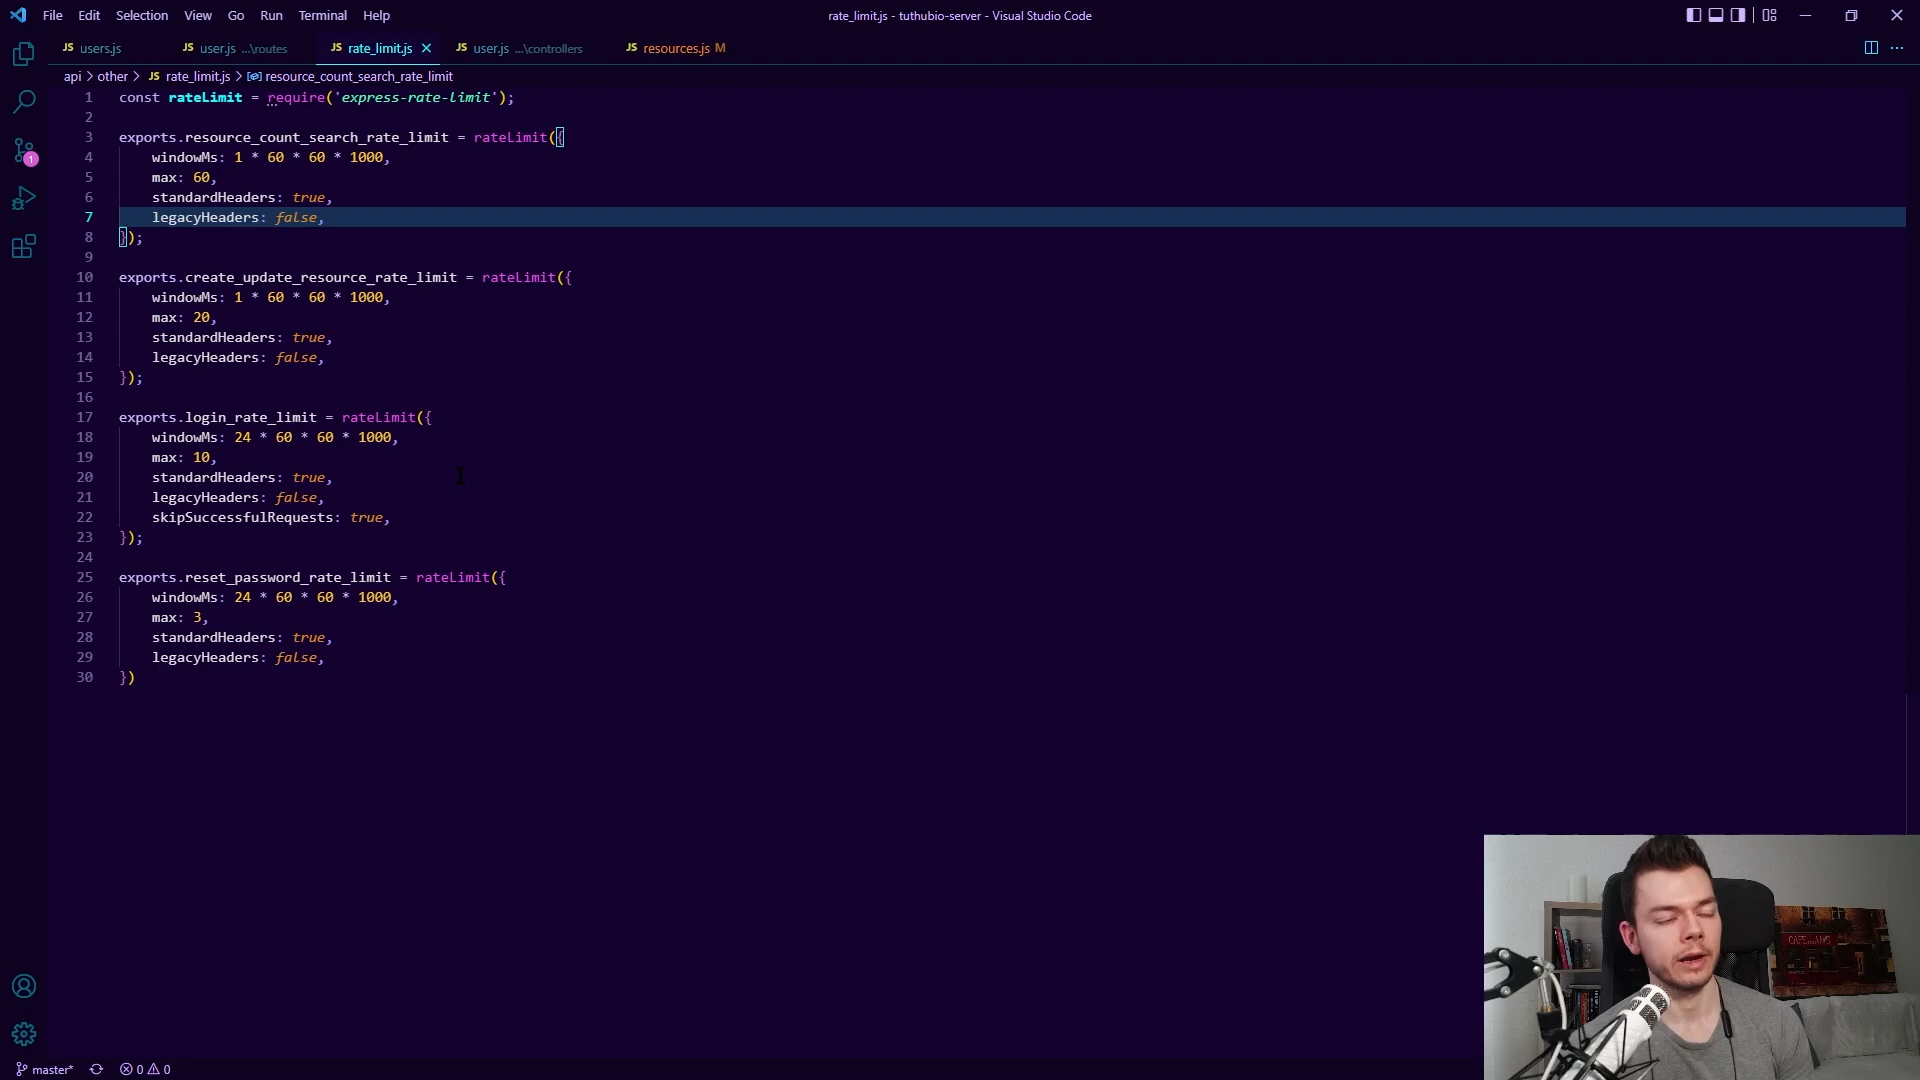 File Edit Selection View Go Run Terminal Help
rate_limit.js - tuthubio-server - Visual Studio Code
JS users.js JS user.js ...\routes JS rate_limit.js JS user.js ...\controllers JS resources.js M
api > other > JS rate_limit.js > resource_count_search_rate_limit
1 const rateLimit = require('express-rate-limit');
2
3 exports.resource_count_search_rate_limit = rateLimit({
4 windowMs: 1 * 60 * 60 * 1000,
5 max: 60,
6 standardHeaders: true,
7 legacyHeaders: false,
8 });
9
10 exports.create_update_resource_rate_limit = rateLimit({
11 windowMs: 1 * 60 * 60 * 1000,
12 max: 20,
13 standardHeaders: true,
14 legacyHeaders: false,
15 });
16
17 exports.login_rate_limit = rateLimit({
18 windowMs: 24 * 60 * 60 * 1000,
19 max: 10,
20 standardHeaders: true,
21 legacyHeaders: false,
22 skipSuccessfulRequests: true,
23 });
24
25 exports.reset_password_rate_limit = rateLimit({
26 windowMs: 24 * 60 * 60 * 1000,
27 max: 3,
28 standardHeaders: true,
29 legacyHeaders: false,
30 })
1
master* 0 0